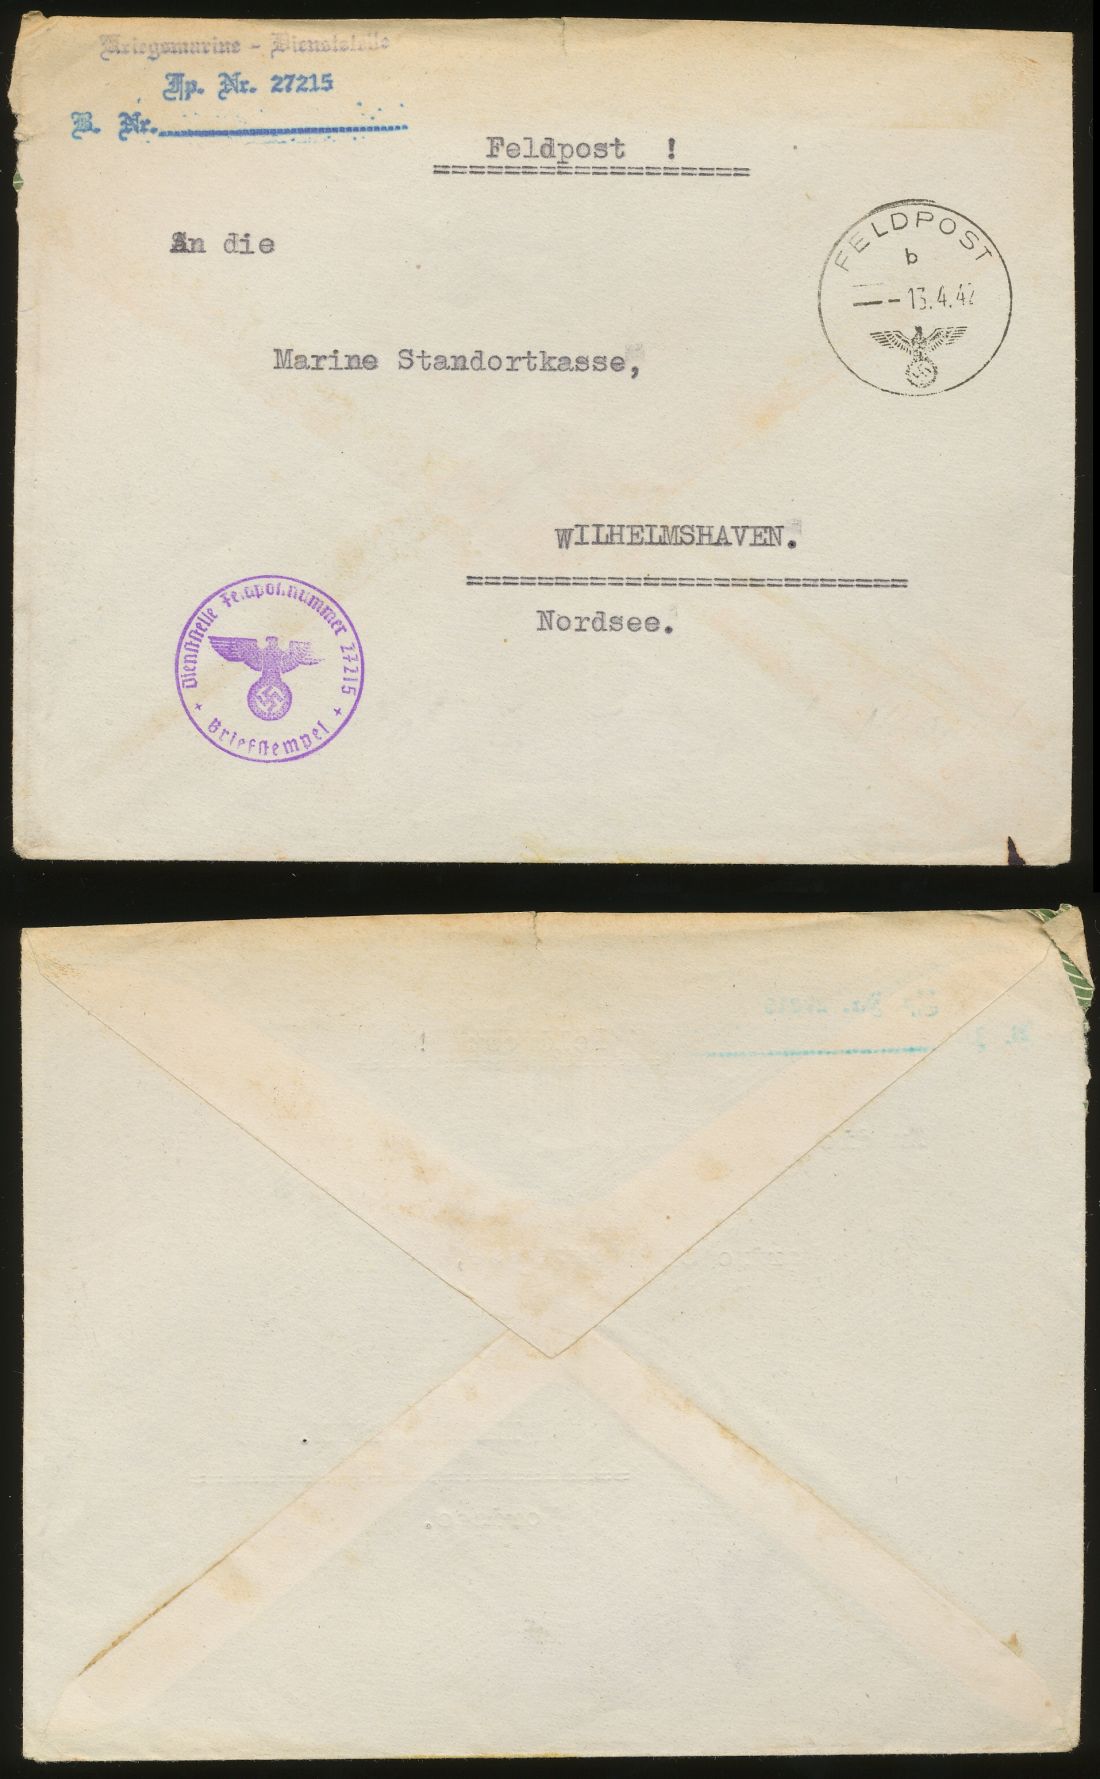 Kriegsmarine - Dienststelle
Fp. Nr. 27215
B. Nr.
Feldpost !
An die
FELDPOST
b
-13.4.42
Marine Standortkasse,
WILHELMSHAVEN.
Nordsee.
Dienststelle Feldpostnummer 27215
+ Briefstempel +